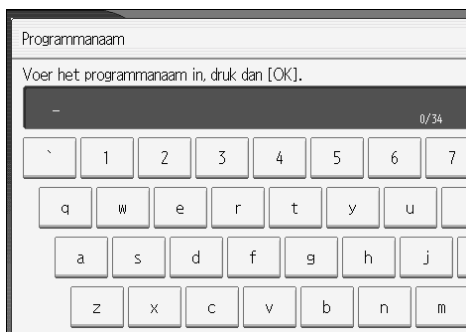 Programmanaam
Voer het programmanaam in, druk dan [OK].
_
0/34
` 1 2 3 4 5 6 7
q w e r t y u
a s d f g h j
z x c v b n m